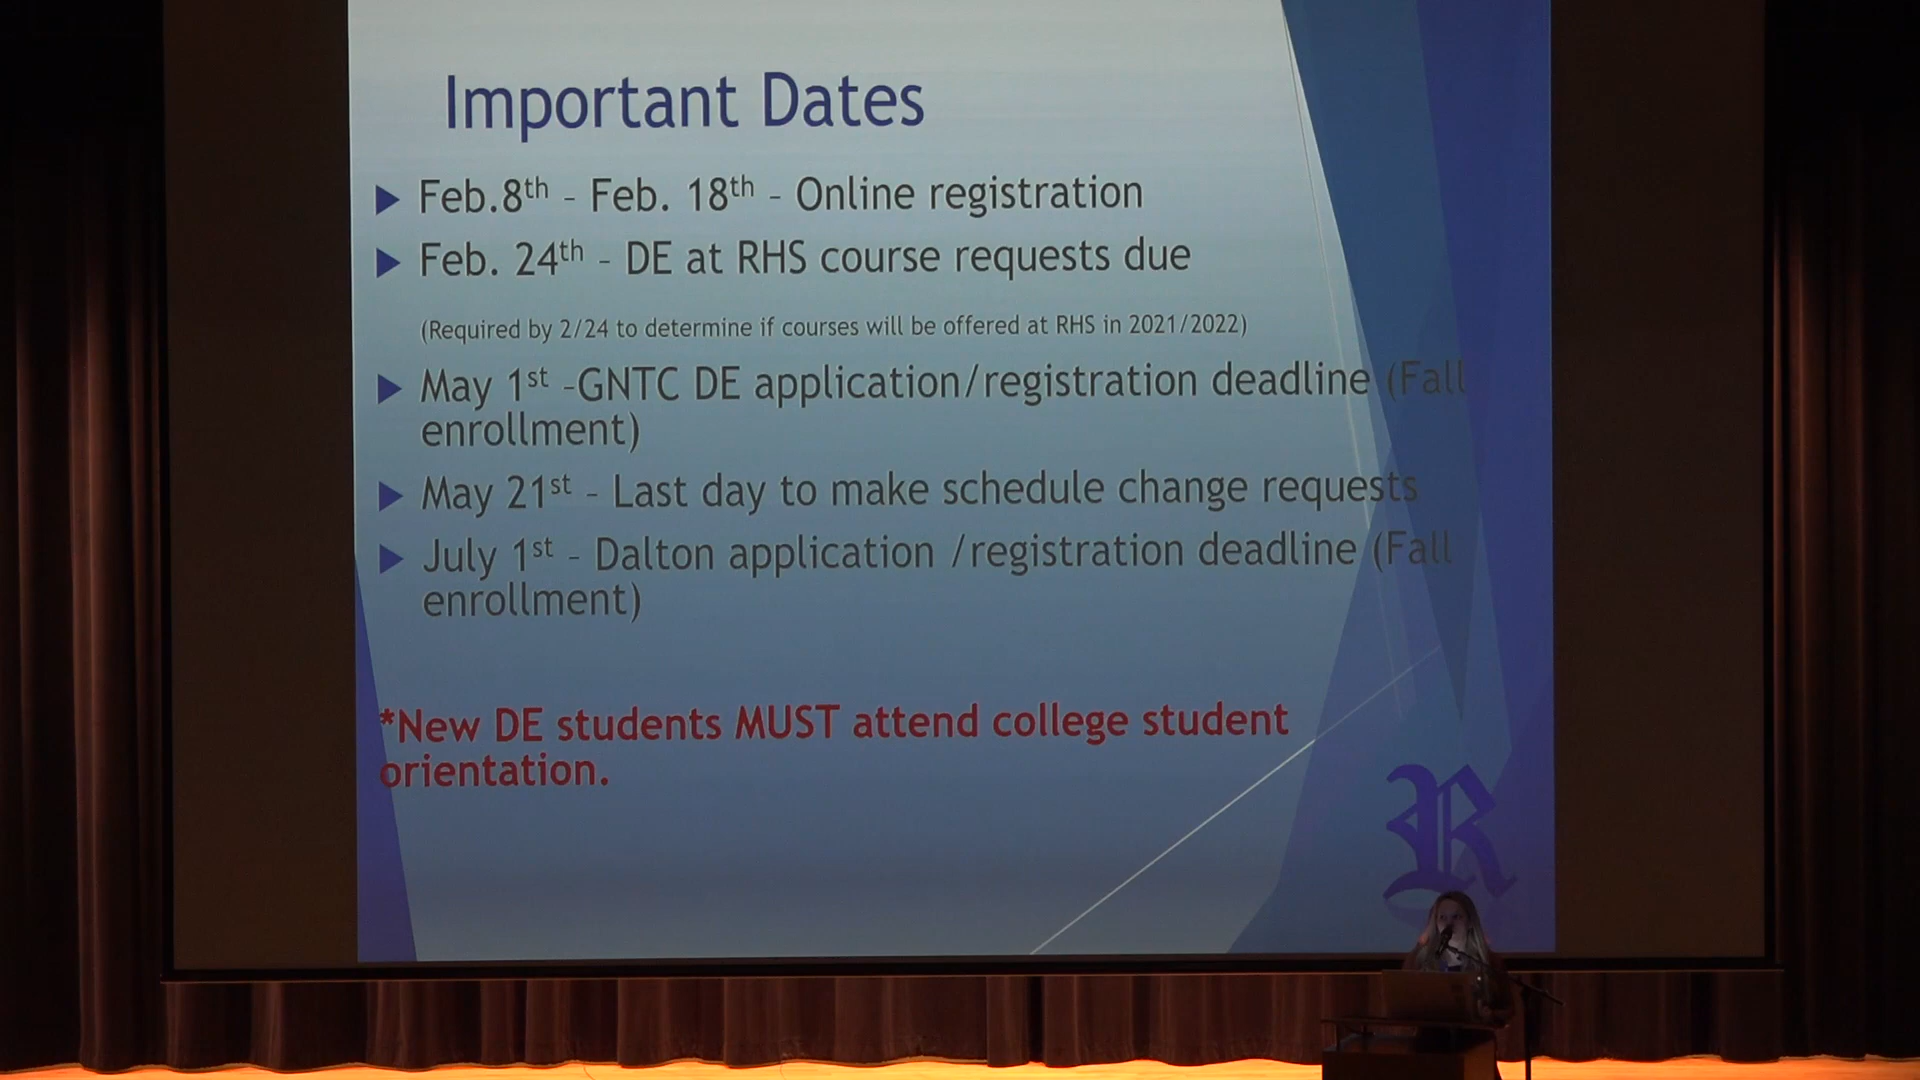 Important Dates
Feb.8th - Feb. 18th - Online registration
Feb. 24th - DE at RHS course requests due
(Required by 2/24 to determine if courses will be offered at RHS in 2021/2022)
May 1st -GNTC DE application/registration deadline (Fall
enrollment)
May 21st - Last day to make schedule change requests
July 1st - Dalton application /registration deadline (Fall
enrollment)
*New DE students MUST attend college student
orientation.
R